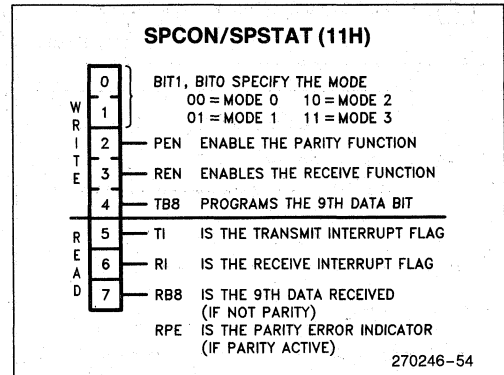 SPCON/SPSTAT (11H)
WRITE
0 BIT1, BIT0 SPECIFY THE MODE
00 = MODE 0 10 = MODE 2
1 01 = MODE 1 11 = MODE 3
2 PEN ENABLE THE PARITY FUNCTION
3 REN ENABLES THE RECEIVE FUNCTION
4 TB8 PROGRAMS THE 9TH DATA BIT
READ
5 TI IS THE TRANSMIT INTERRUPT FLAG
6 RI IS THE RECEIVE INTERRUPT FLAG
7 RB8 IS THE 9TH DATA RECEIVED
(IF NOT PARITY)
RPE IS THE PARITY ERROR INDICATOR
(IF PARITY ACTIVE)
270246-54